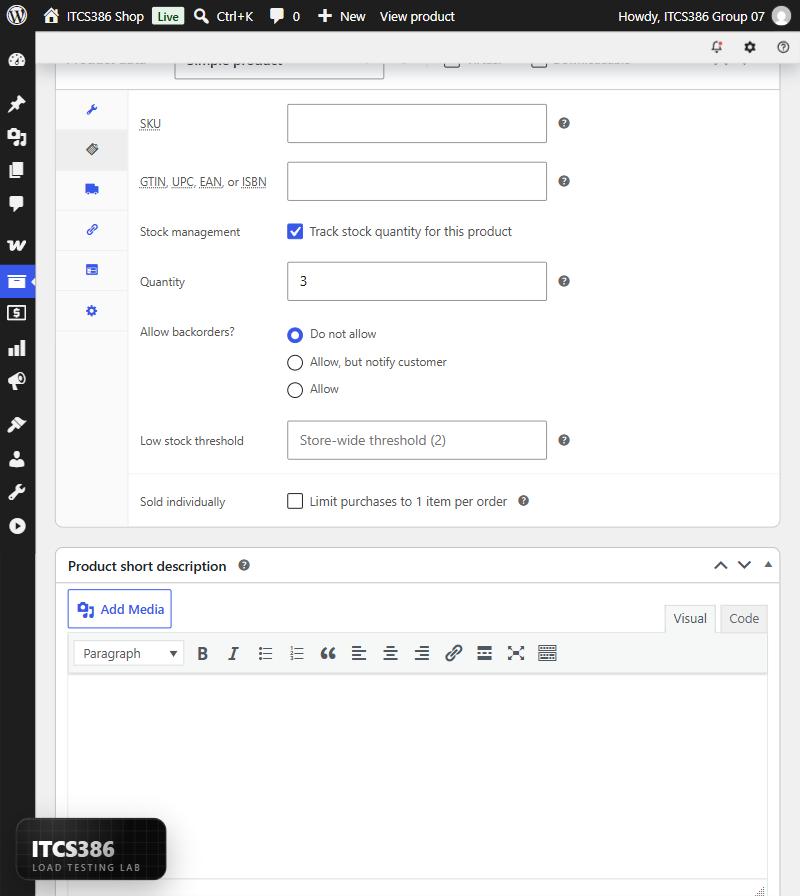 ITCS386 Shop Live Ctrl+K 0 New View product Howdy, ITCS386 Group 07
SKU
GTIN, UPC, EAN, or ISBN
Stock management Track stock quantity for this product
Quantity 3
Allow backorders? Do not allow
Allow, but notify customer
Allow
Low stock threshold Store-wide threshold (2)
Sold individually Limit purchases to 1 item per order
Product short description
Add Media
Visual Code
Paragraph
ITCS386
LOAD TESTING LAB